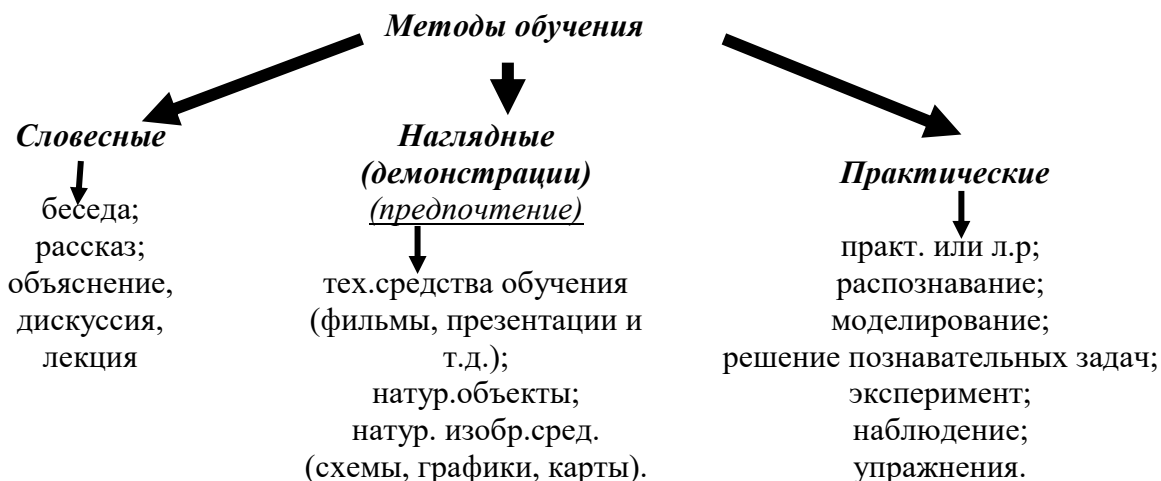 Методы обучения
Словесные
беседа;
рассказ;
объяснение,
дискуссия,
лекция
Наглядные
(демонстрации)
(предпочтение)
тех.средства обучения
(фильмы, презентации и
т.д.);
натур.объекты;
натур. изобр.сред.
(схемы, графики, карты).
Практические
практ. или л.р;
распознавание;
моделирование;
решение познавательных задач;
эксперимент;
наблюдение;
упражнения.